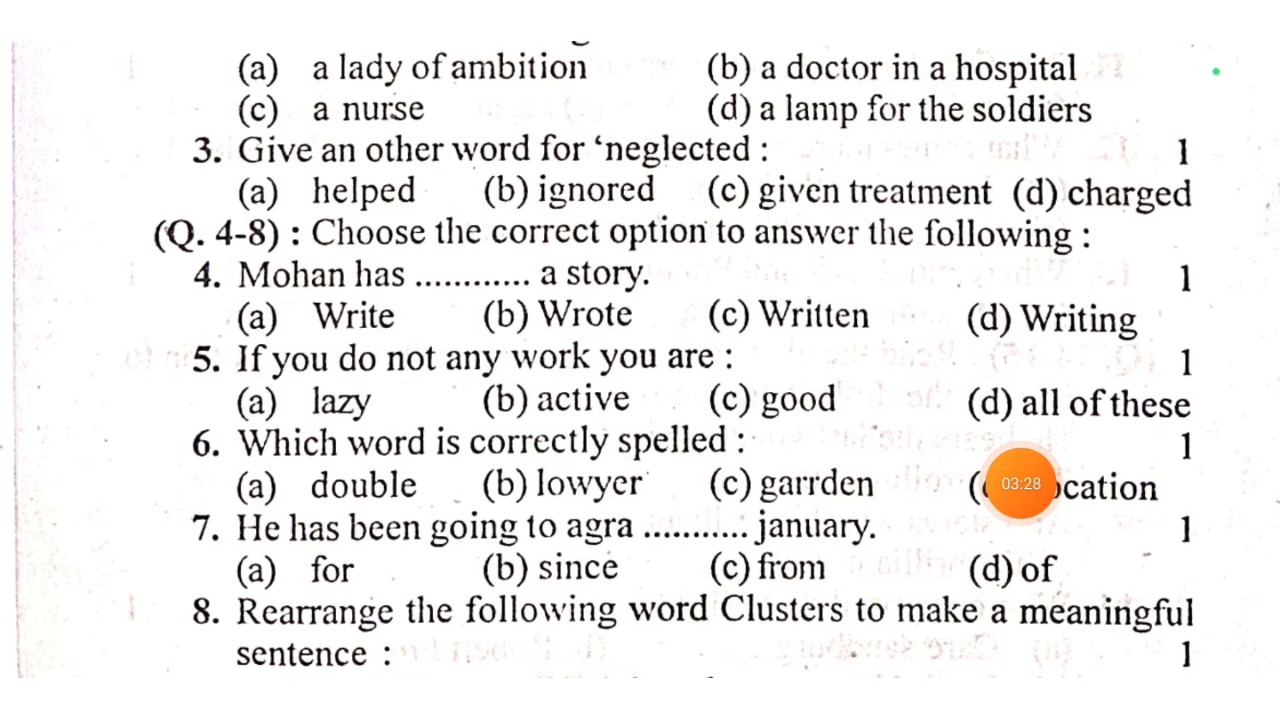 (a) a lady of ambition (b) a doctor in a hospital
(c) a nurse (d) a lamp for the soldiers
3. Give an other word for ‘neglected : 1
(a) helped (b) ignored (c) given treatment (d) charged
(Q. 4-8) : Choose the correct option to answer the following :
4. Mohan has ............ a story. 1
(a) Write (b) Wrote (c) Written (d) Writing
5. If you do not any work you are : 1
(a) lazy (b) active (c) good (d) all of these
6. Which word is correctly spelled : 1
(a) double (b) lowyer (c) garrden
03:28
7. He has been going to agra ........... january. 1
(a) for (b) since (c) from (d) of
8. Rearrange the following word Clusters to make a meaningful
sentence : 1